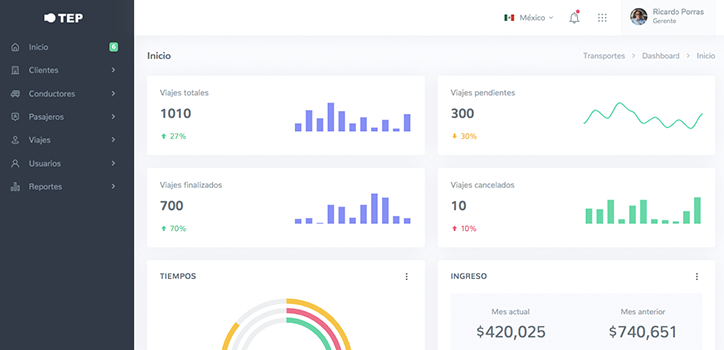 TEP
México
Ricardo Porras
Gerente
Inicio
6
Clientes
Conductores
Pasajeros
Viajes
Usuarios
Reportes
Inicio
Transportes > Dashboard > Inicio
Viajes totales
1010
27%
Viajes pendientes
300
30%
Viajes finalizados
700
70%
Viajes cancelados
10
10%
TIEMPOS
INGRESO
Mes actual
$420,025
Mes anterior
$740,651